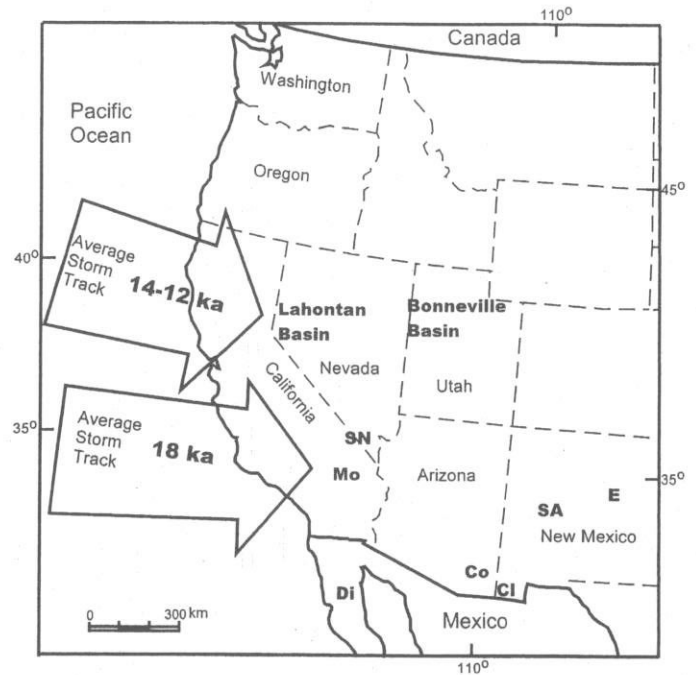 110°
Canada
Washington
Pacific
Ocean
Oregon
45°
40°
Average
Storm
Track
14-12 ka
Lahontan
Basin
Bonneville
Basin
Nevada
Utah
California
35°
Average
Storm
Track
18 ka
SN
Mo
Arizona
35°
E
SA
New Mexico
Co
Cl
Di
0 300 km
Mexico
110°